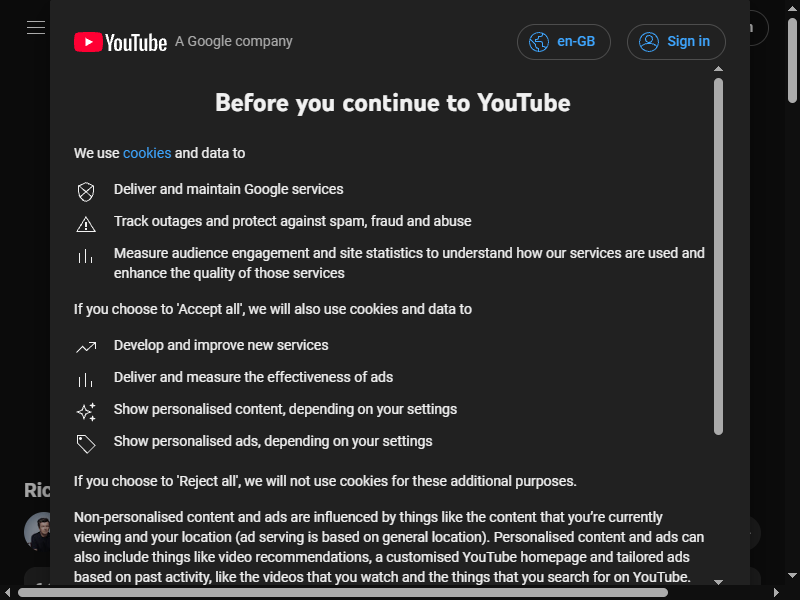 YouTube A Google company
en-GB
Sign in
Before you continue to YouTube
We use cookies and data to
Deliver and maintain Google services
Track outages and protect against spam, fraud and abuse
Measure audience engagement and site statistics to understand how our services are used and
enhance the quality of those services
If you choose to 'Accept all', we will also use cookies and data to
Develop and improve new services
Deliver and measure the effectiveness of ads
Show personalised content, depending on your settings
Show personalised ads, depending on your settings
If you choose to 'Reject all', we will not use cookies for these additional purposes.
Non-personalised content and ads are influenced by things like the content that you’re currently
viewing and your location (ad serving is based on general location). Personalised content and ads can
also include things like video recommendations, a customised YouTube homepage and tailored ads
based on past activity, like the videos that you watch and the things that you search for on YouTube.